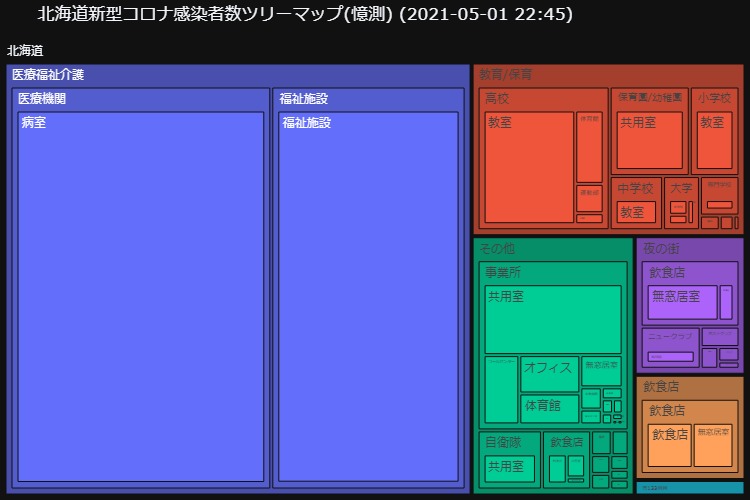 北海道新型コロナ感染者数ツリーマップ(憶測) (2021-05-01 22:45)
北海道
医療福祉介護
医療機関
病室
福祉施設
福祉施設
教育/保育
高校
教室
体育館
保育園/幼稚園
共用室
小学校
教室
中学校
教室
大学
専門学校
その他
事業所
共用室
オフィス
無窓居室
体育館
自衛隊
共用室
飲食店
夜の街
飲食店
無窓居室
ニュークラブ
飲食店
飲食店
飲食店
無窓居室